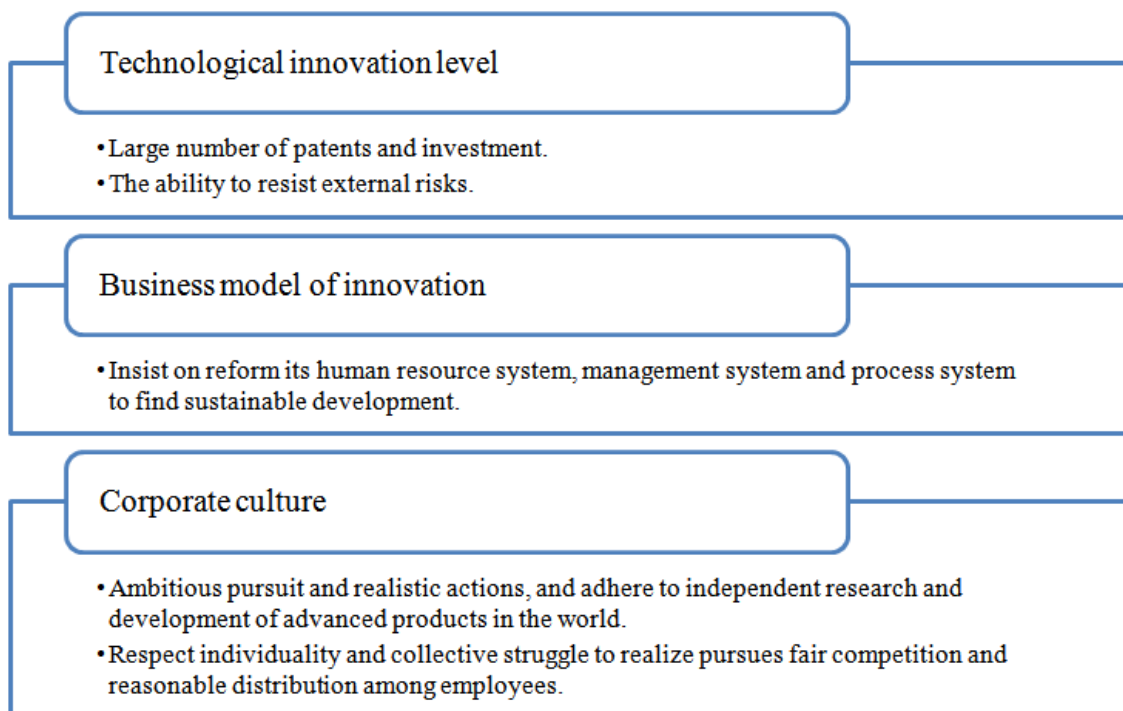 Technological innovation level
•Large number of patents and investment.
•The ability to resist external risks.
Business model of innovation
•Insist on reform its human resource system, management system and process system
to find sustainable development.
Corporate culture
•Ambitious pursuit and realistic actions, and adhere to independent research and
development of advanced products in the world.
•Respect individuality and collective struggle to realize pursues fair competition and
reasonable distribution among employees.